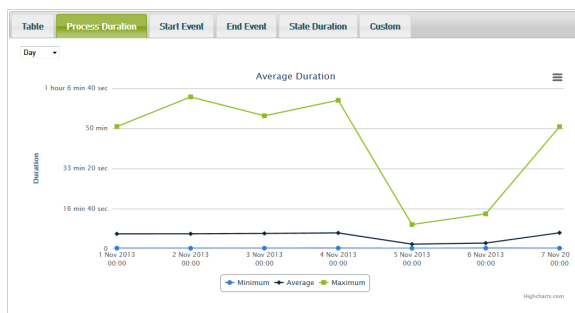 Table Process Duration Start Event End Event State Duration Custom
Day
Average Duration
1 hour 6 min 40 sec
50 min
33 min 20 sec
16 min 40 sec
0
Duration
1 Nov 2013 2 Nov 2013 3 Nov 2013 4 Nov 2013 5 Nov 2013 6 Nov 2013 7 Nov 20
00:00 00:00 00:00 00:00 00:00 00:00 00:00
Minimum Average Maximum
Highcharts.com